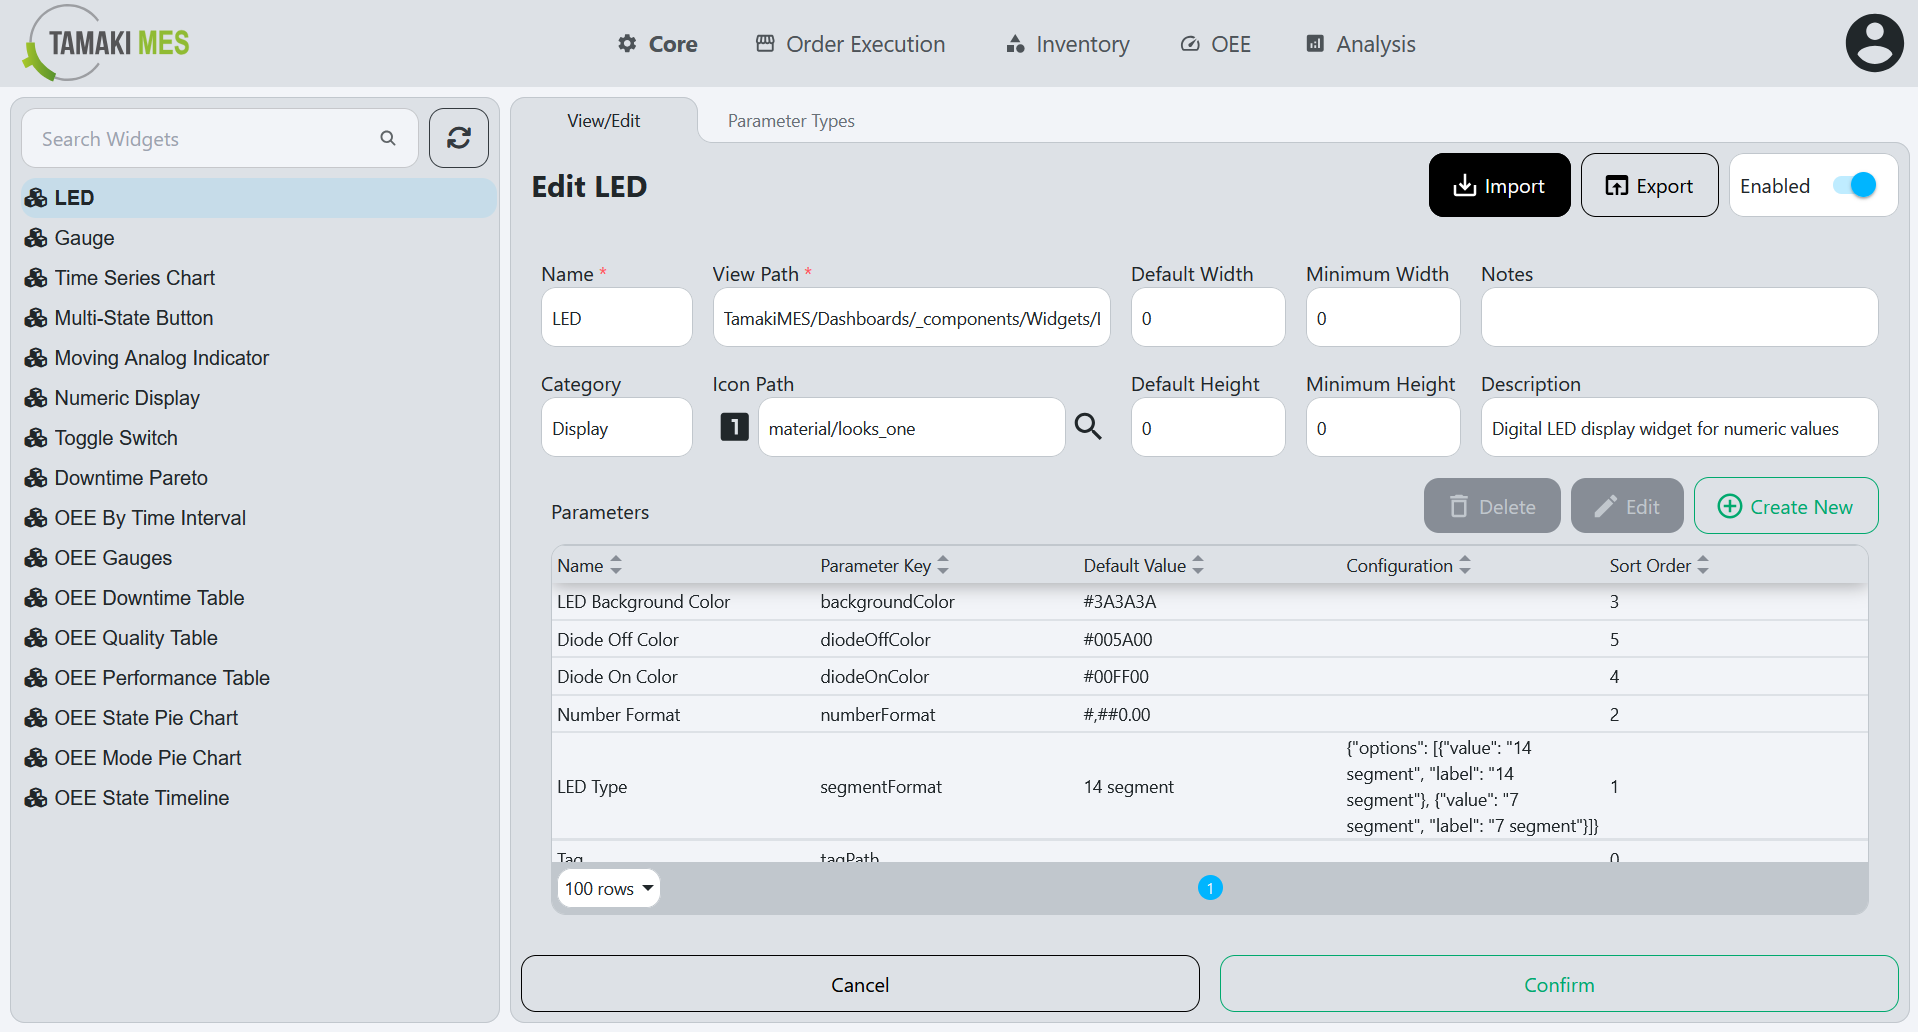 TAMAKI MES
Core
Order Execution
Inventory
OEE
Analysis
Search Widgets
LED
Gauge
Time Series Chart
Multi-State Button
Moving Analog Indicator
Numeric Display
Toggle Switch
Downtime Pareto
OEE By Time Interval
OEE Gauges
OEE Downtime Table
OEE Quality Table
OEE Performance Table
OEE State Pie Chart
OEE Mode Pie Chart
OEE State Timeline
View/Edit
Parameter Types
Edit LED
Import
Export
Enabled
Name *
View Path *
Default Width
Minimum Width
Notes
LED
TamakiMES/Dashboards/_components/Widgets/
0
0
Category
Icon Path
Default Height
Minimum Height
Description
Display
1
material/looks_one
0
0
Digital LED display widget for numeric values
Parameters
Delete
Edit
Create New
Name
Parameter Key
Default Value
Configuration
Sort Order
LED Background Color
backgroundColor
#3A3A3A
3
Diode Off Color
diodeOffColor
#005A00
5
Diode On Color
diodeOnColor
#00FF00
4
Number Format
numberFormat
#,##0.00
2
LED Type
segmentFormat
14 segment
{"options": [{"value": "14
segment", "label": "14
segment"}, {"value": "7
segment", "label": "7 segment"}]}
1
Tag
tagPath
0
100 rows
1
Cancel
Confirm